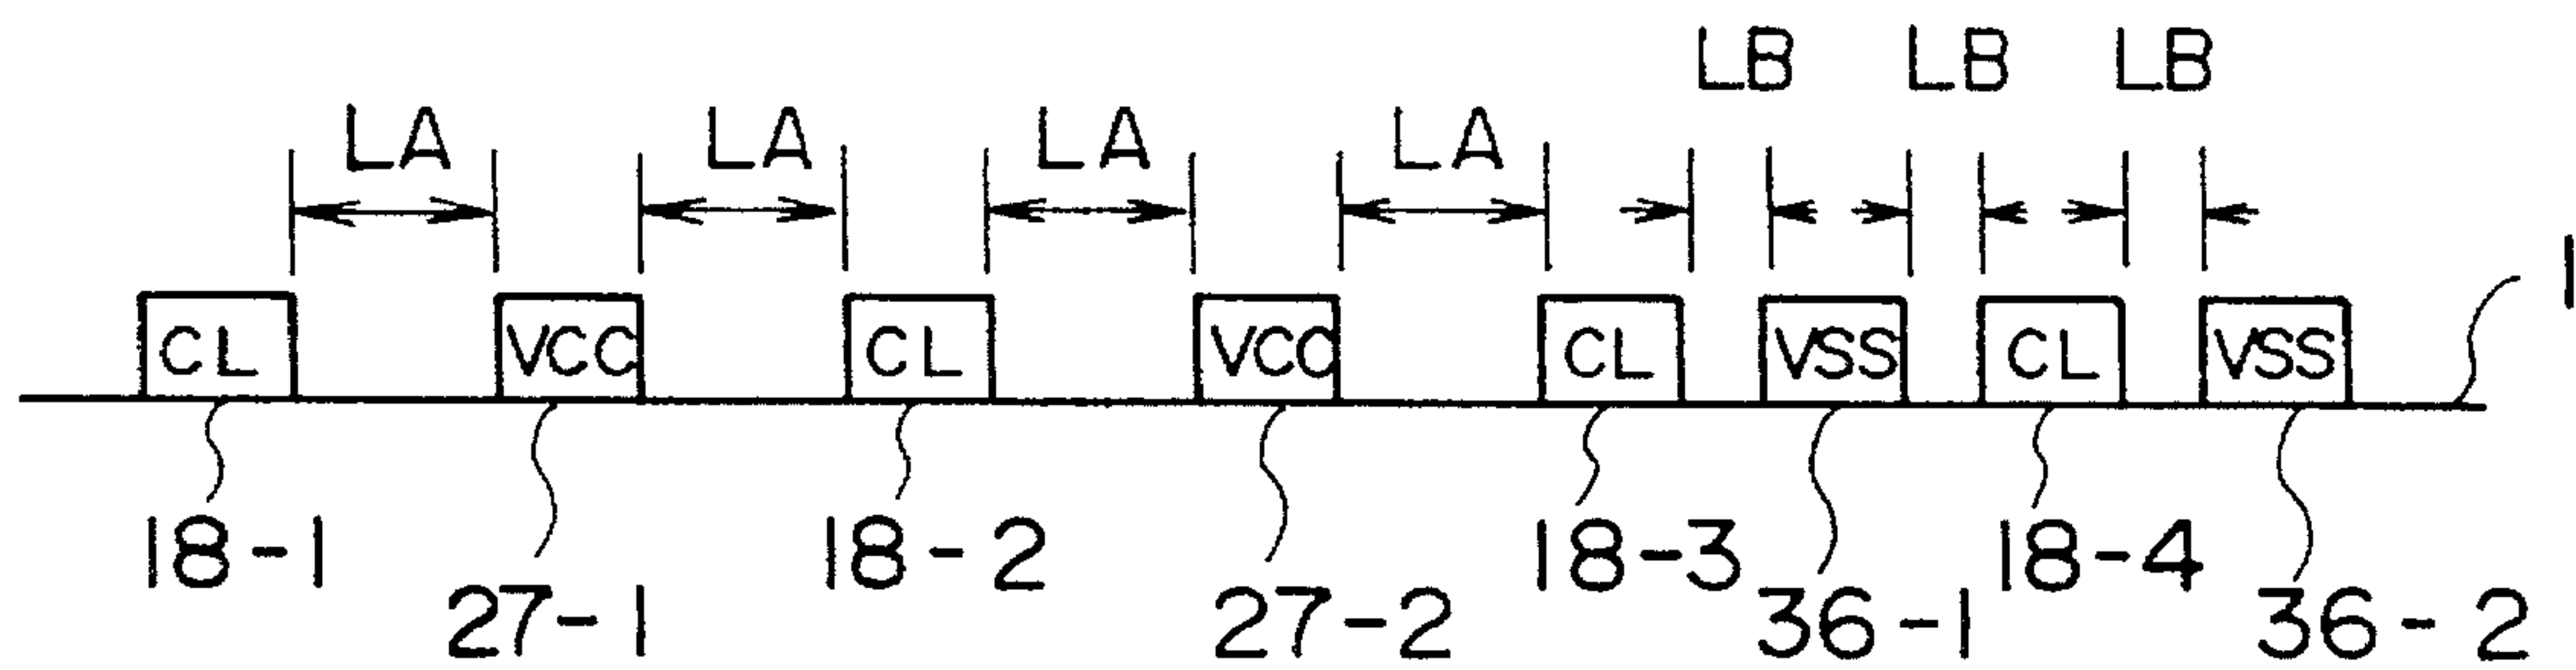 LB LB LB
LA LA LA LA
1
CL VCC CL VCC CL VSS CL VSS
18-1 18-2 18-3 18-4
27-1 27-2 36-1 36-2